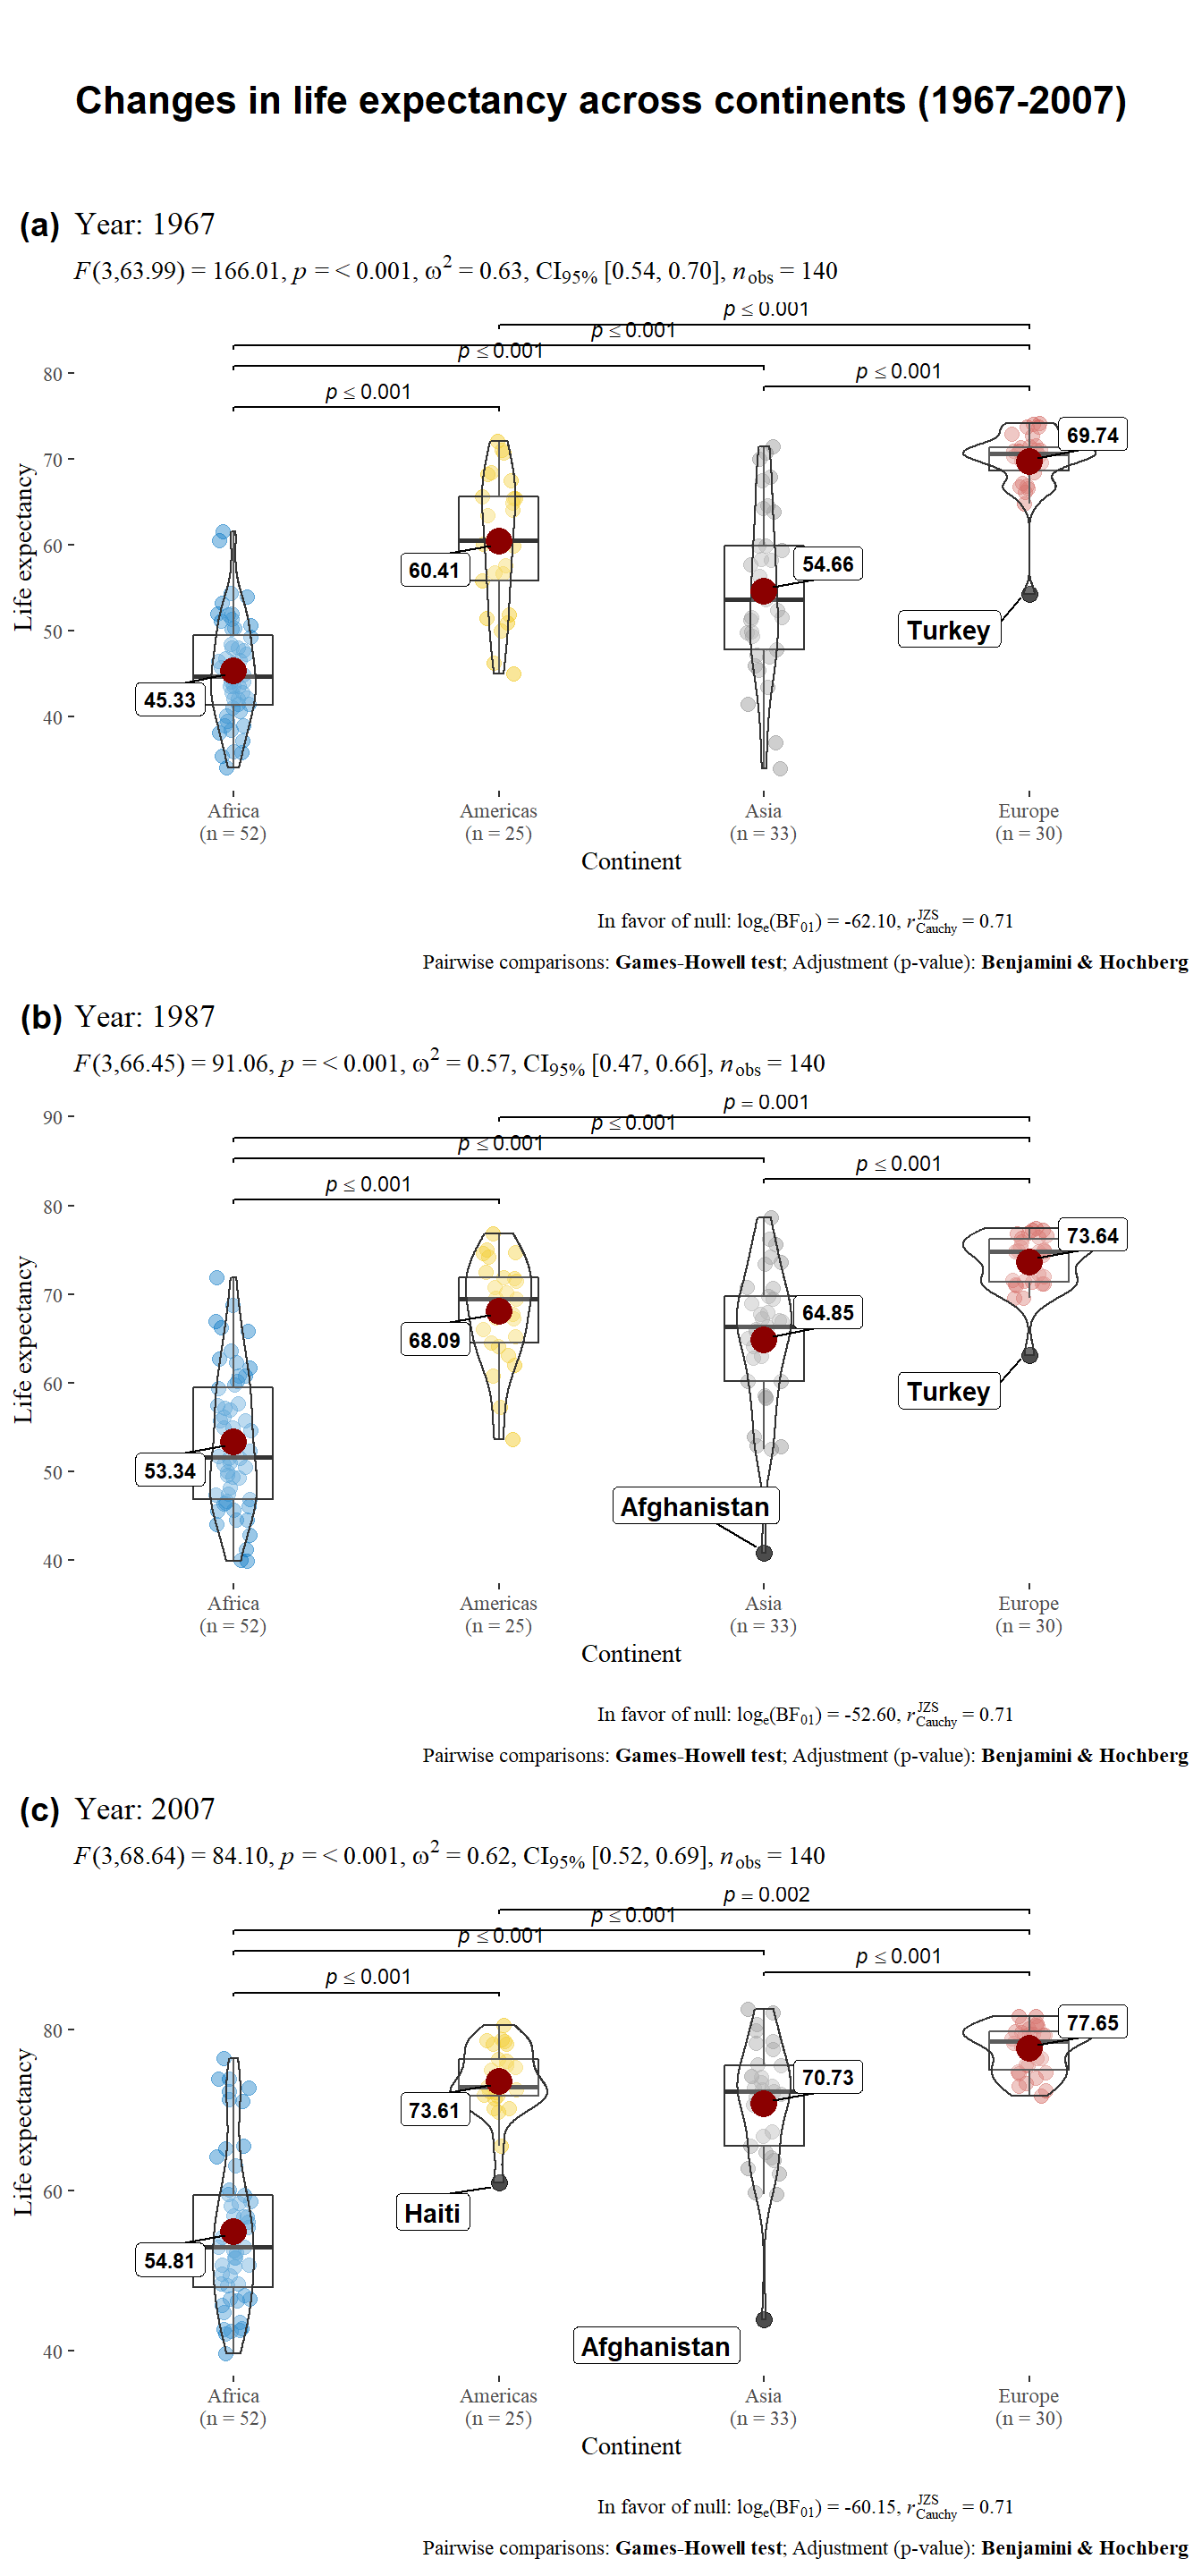 Changes in life expectancy across continents (1967-2007)
(a) Year: 1967
F(3,63.99) = 166.01, p = < 0.001, ω² = 0.63, CI95% [0.54, 0.70], nobs = 140
p ≤ 0.001
p ≤ 0.001
p ≤ 0.001
p ≤ 0.001
p ≤ 0.001
80
70
60
50
40
Life expectancy
69.74
60.41
54.66
Turkey
45.33
Africa Americas Asia Europe
(n = 52) (n = 25) (n = 33) (n = 30)
Continent
In favor of null: loge(BF01) = -62.10, rJZSCauchy = 0.71
Pairwise comparisons: Games-Howell test; Adjustment (p-value): Benjamini & Hochberg
(b) Year: 1987
F(3,66.45) = 91.06, p = < 0.001, ω² = 0.57, CI95% [0.47, 0.66], nobs = 140
p = 0.001
p ≤ 0.001
p ≤ 0.001
p ≤ 0.001
p ≤ 0.001
90
80
70
60
50
40
Life expectancy
73.64
64.85
68.09
Turkey
53.34
Afghanistan
Africa Americas Asia Europe
(n = 52) (n = 25) (n = 33) (n = 30)
Continent
In favor of null: loge(BF01) = -52.60, rJZSCauchy = 0.71
Pairwise comparisons: Games-Howell test; Adjustment (p-value): Benjamini & Hochberg
(c) Year: 2007
F(3,68.64) = 84.10, p = < 0.001, ω² = 0.62, CI95% [0.52, 0.69], nobs = 140
p = 0.002
p ≤ 0.001
p ≤ 0.001
p ≤ 0.001
p ≤ 0.001
80
60
40
Life expectancy
77.65
70.73
73.61
Haiti
54.81
Afghanistan
Africa Americas Asia Europe
(n = 52) (n = 25) (n = 33) (n = 30)
Continent
In favor of null: loge(BF01) = -60.15, rJZSCauchy = 0.71
Pairwise comparisons: Games-Howell test; Adjustment (p-value): Benjamini & Hochberg